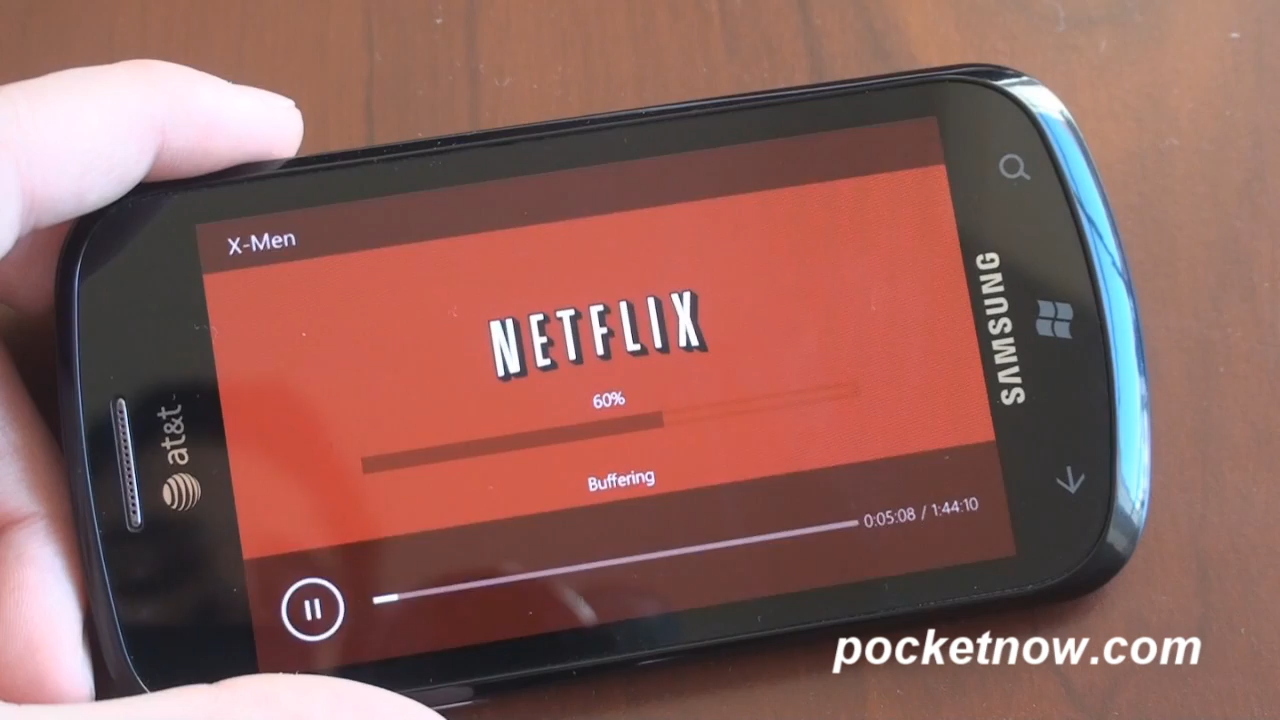 X-Men
NETFLIX
60%
Buffering
0:05:08 / 1:44:10
at&t
SAMSUNG
pocketnow.com